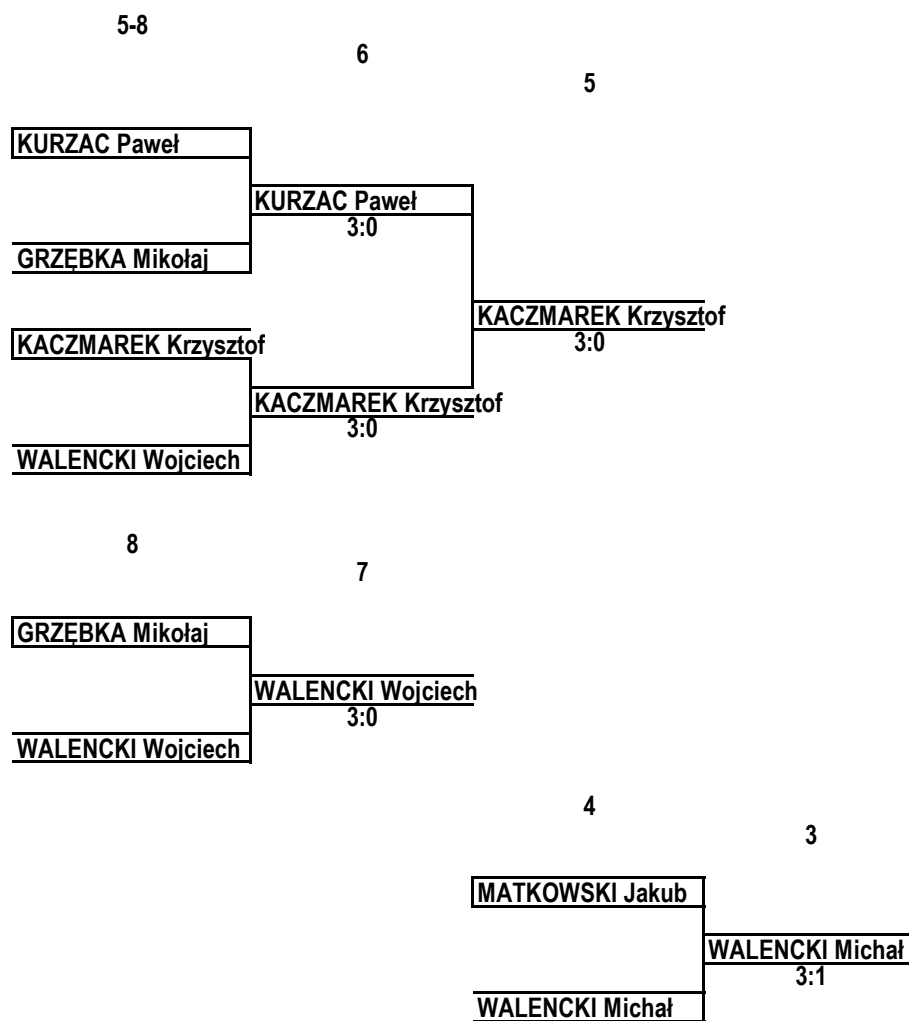 5-8
6
5
KURZAC Paweł
KURZAC Paweł
3:0
GRZĘBKA Mikołaj
KACZMAREK Krzysztof
3:0
KACZMAREK Krzysztof
KACZMAREK Krzysztof
3:0
WALENCKI Wojciech
8
7
GRZĘBKA Mikołaj
WALENCKI Wojciech
3:0
WALENCKI Wojciech
4
3
MATKOWSKI Jakub
WALENCKI Michał
3:1
WALENCKI Michał